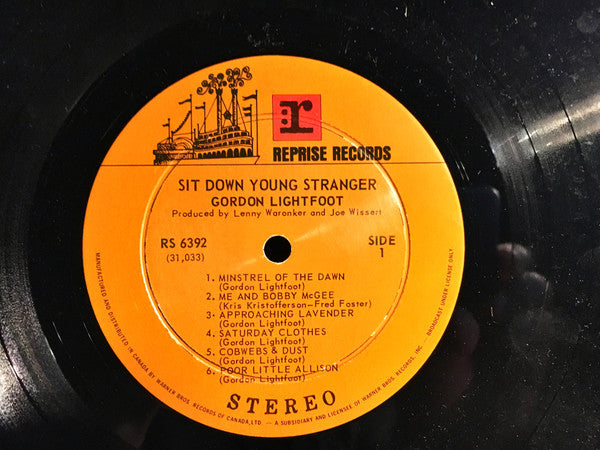 r
REPRISE RECORDS
SIT DOWN YOUNG STRANGER
GORDON LIGHTFOOT
Produced by Lenny Waronker and Joe Wissert
RS 6392
(31,033)
SIDE
1
1. MINSTREL OF THE DAWN
(Gordon Lightfoot)
2. ME AND BOBBY McGEE
(Kris Kristofferson—Fred Foster)
3. APPROACHING LAVENDER
(Gordon Lightfoot)
4. SATURDAY CLOTHES
(Gordon Lightfoot)
5. COBWEBS & DUST
(Gordon Lightfoot)
6. POOR LITTLE ALLISON
(Gordon Lightfoot)
STEREO
MANUFACTURED AND DISTRIBUTED IN CANADA BY WARNER BROS. RECORDS OF CANADA, LTD. — A SUBSIDIARY AND LICENSEE OF WARNER BROS. RECORDS, INC. BROADCAST UNDER LICENSE ONLY.